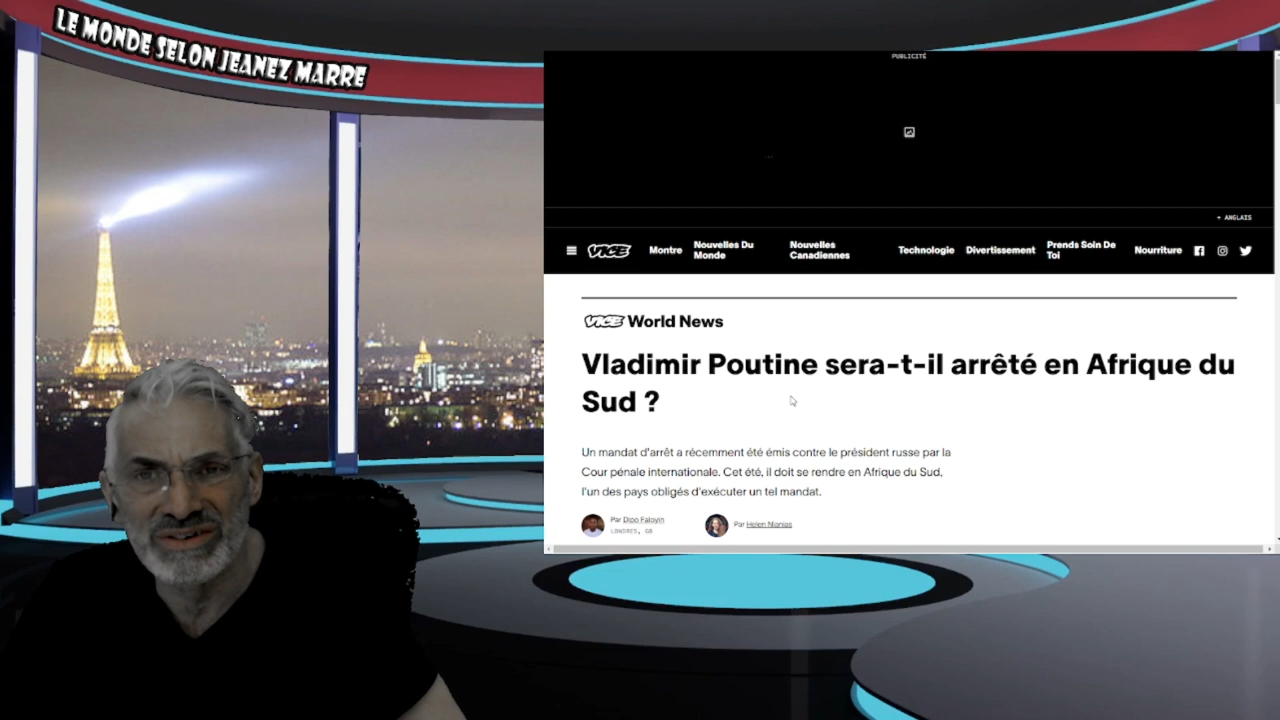 LE MONDE SELON JEANEZ MARRE
PUBLICITÉ
+ ANGLAIS
VICE
Montre
Nouvelles Du
Monde
Nouvelles
Canadiennes
Technologie
Divertissement
Prends Soin De
Toi
Nourriture
VICE World News
Vladimir Poutine sera-t-il arrêté en Afrique du
Sud ?
Un mandat d'arrêt a récemment été émis contre le président russe par la
Cour pénale internationale. Cet été, il doit se rendre en Afrique du Sud,
l'un des pays obligés d'exécuter un tel mandat.
Par Dipo Faloyin
LONDRES, GB
Par Helen Nianias